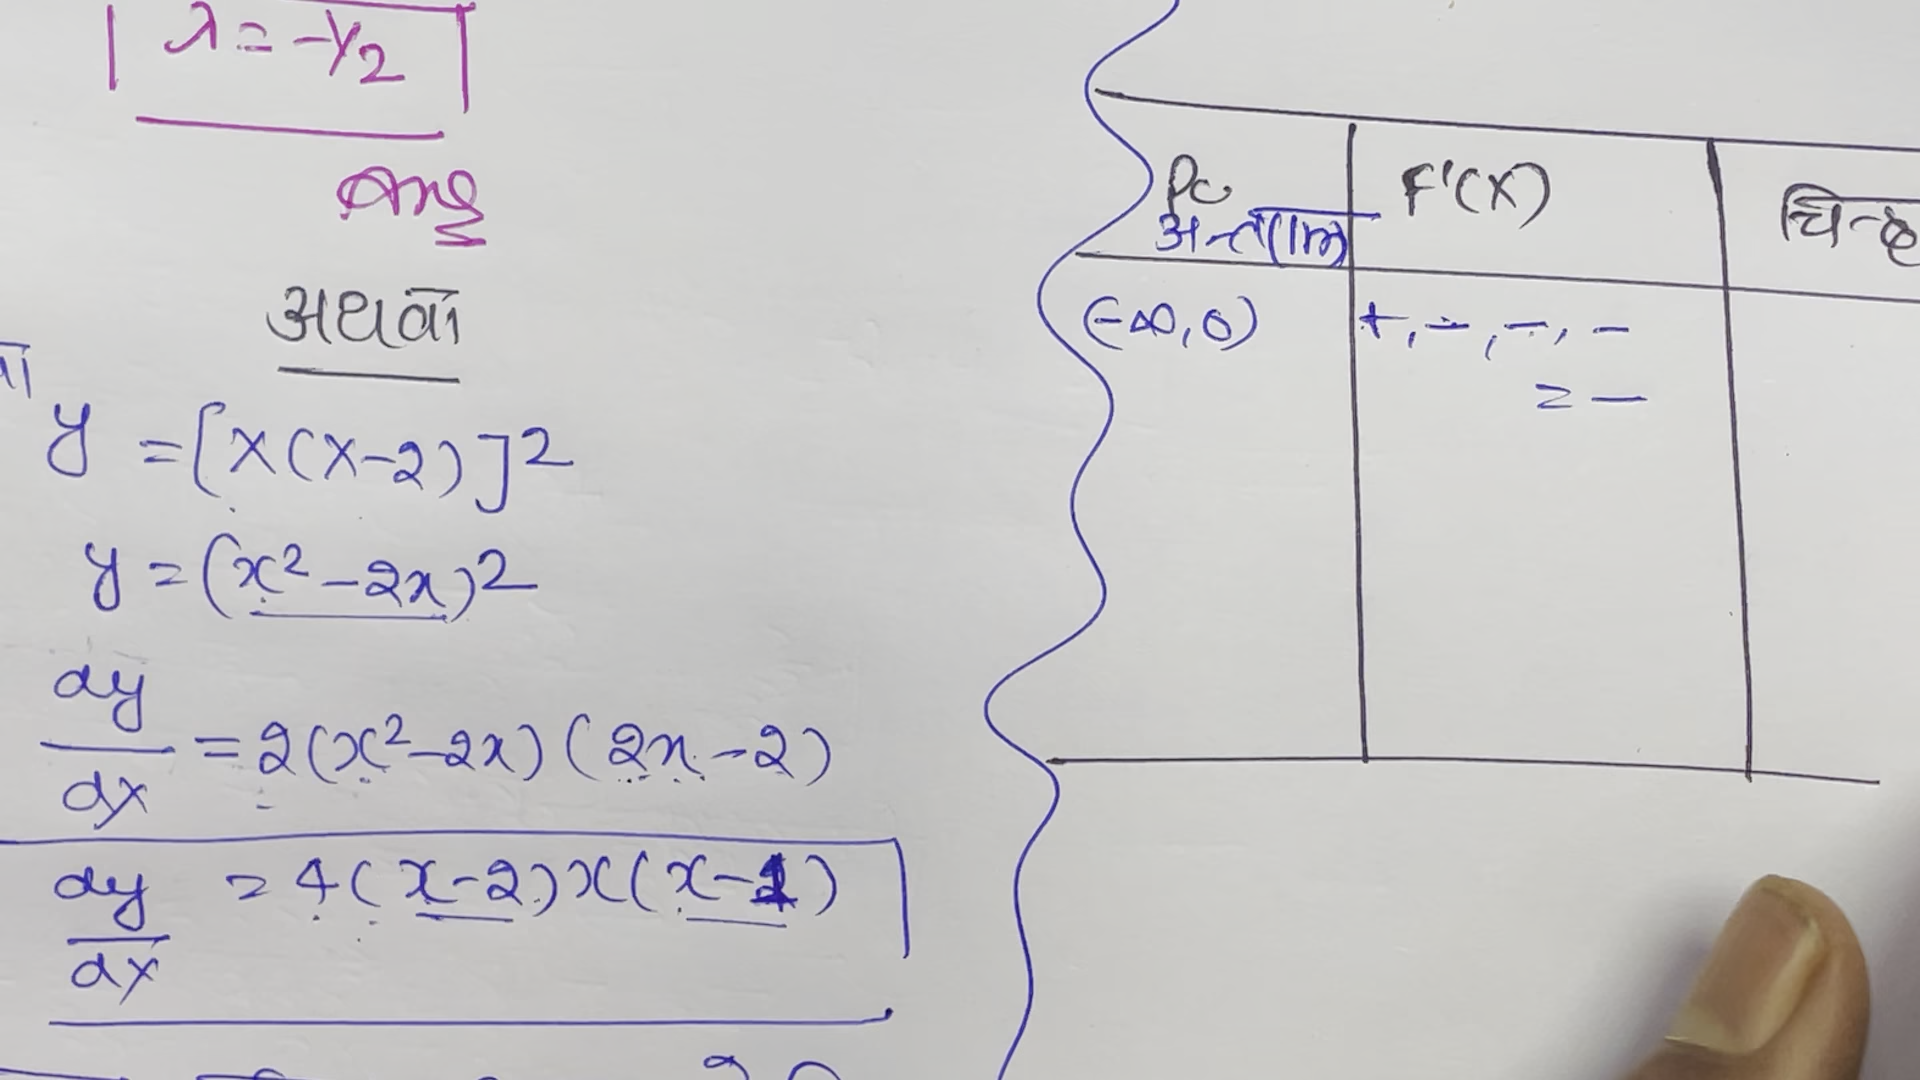 λ = -1/2
Ans
अथवा
y = [x(x-2)]2
y = (x2 - 2x)2
dy/dx = 2(x2-2x)(2x-2)
dy/dx = 4(x-2)x(x-1)
F'(x)
चिन्ह
अन्तराल
(-∞, 0)
+, -, -, -
= -